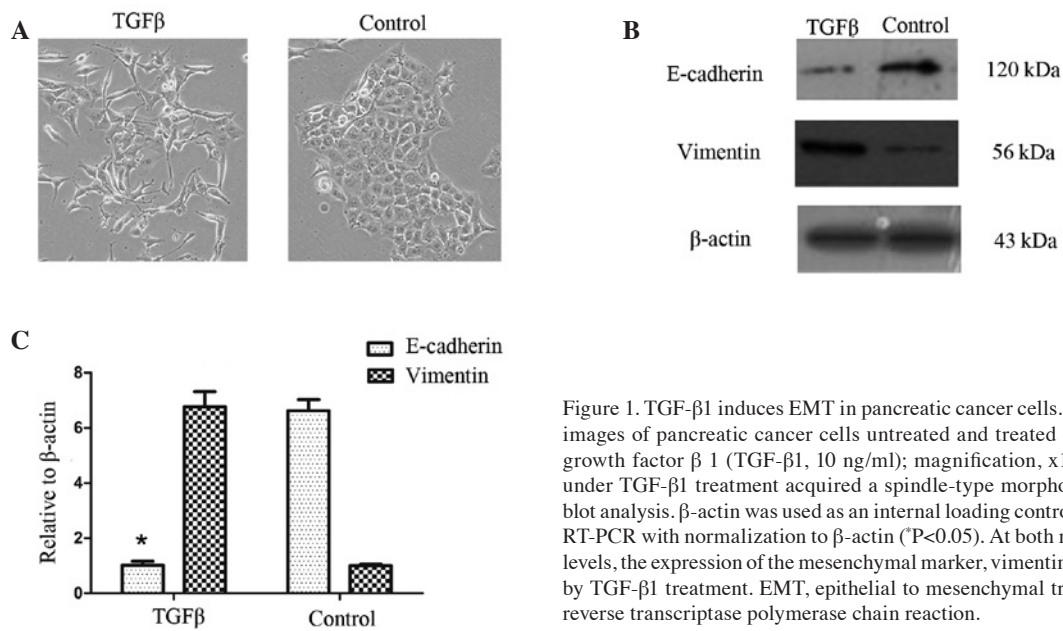 A
TGFβ Control
B
TGFβ Control
E-cadherin 120 kDa
Vimentin 56 kDa
β-actin 43 kDa
C
E-cadherin
Vimentin
8
6
4
2
0
Relative to β-actin
*
TGFβ Control
Figure 1. TGF-β1 induces EMT in pancreatic cancer cells.
images of pancreatic cancer cells untreated and treated
growth factor β 1 (TGF-β1, 10 ng/ml); magnification, x1
under TGF-β1 treatment acquired a spindle-type morpho
blot analysis. β-actin was used as an internal loading contro
RT-PCR with normalization to β-actin (*P<0.05). At both
levels, the expression of the mesenchymal marker, vimentin
by TGF-β1 treatment. EMT, epithelial to mesenchymal tr
reverse transcriptase polymerase chain reaction.